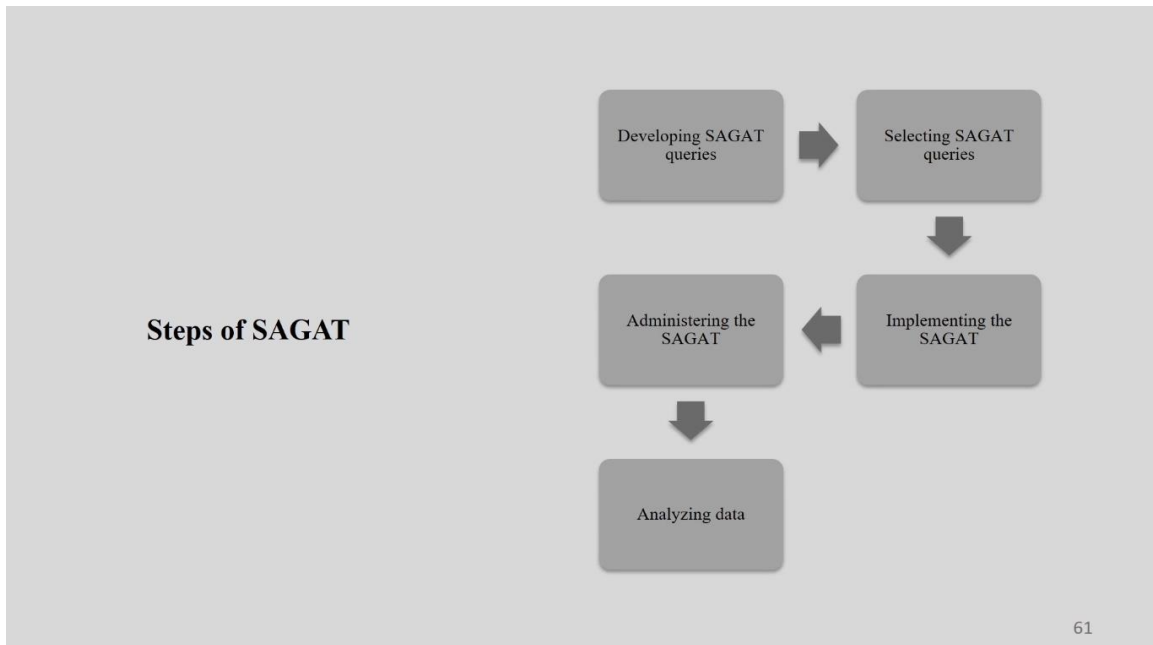 Steps of SAGAT
Developing SAGAT
queries
Selecting SAGAT
queries
Implementing the
SAGAT
Administering the
SAGAT
Analyzing data
61